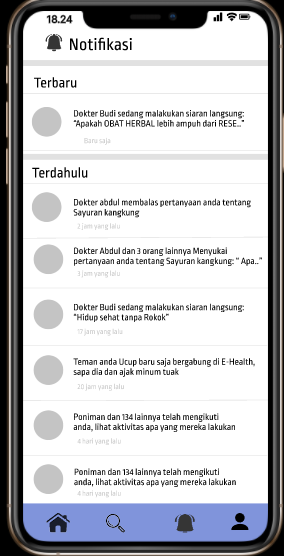 18.24
Notifikasi
Terbaru
Dokter Budi sedang malakukan siaran langsung:
"Apakah OBAT HERBAL lebih ampuh dari RESE..”
Baru saja
Terdahulu
Dokter abdul membalas pertanyaan anda tentang
Sayuran kangkung
2 jam yang lalu
Dokter Abdul dan 3 orang lainnya Menyukai
pertanyaan anda tentang Sayuran kangkung: “ Apa..”
3 jam yang lalu
Dokter Budi sedang malakukan siaran langsung:
“Hidup sehat tanpa Rokok”
17 jam yang lalu
Teman anda Ucup baru saja bergabung di E-Health,
sapa dia dan ajak minum tuak
20 jam yang lalu
Poniman dan 134 lainnya telah mengikuti
anda, lihat aktivitas apa yang mereka lakukan
4 hari yang lalu
Poniman dan 134 lainnya telah mengikuti
anda, lihat aktivitas apa yang mereka lakukan
4 hari yang lalu